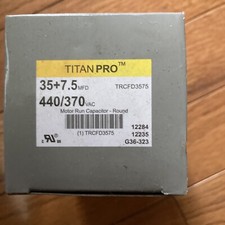 TITAN PRO™
35+7.5 MFD TRCFD3575
440/370 VAC
Motor Run Capacitor - Round
(1) TRCFD3575
12284
12235
G36-323